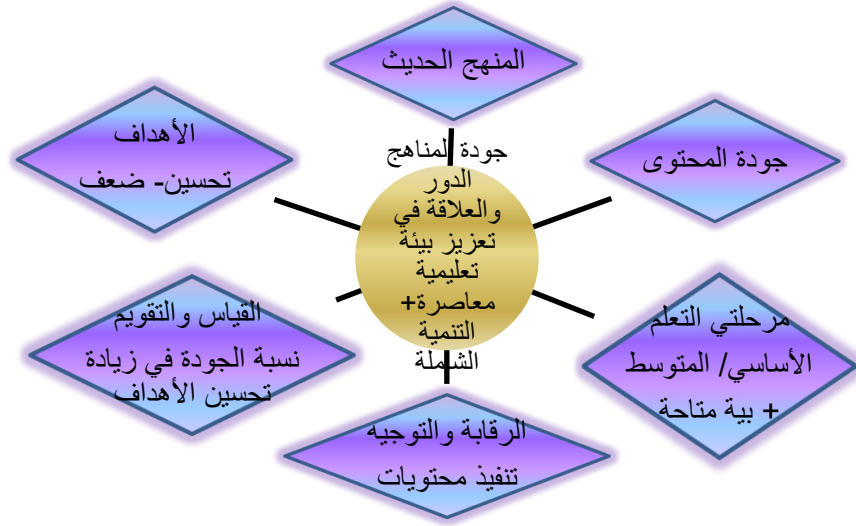 المنهج الحديث
جودة المحتوى
مرحلتي التعلم
الأساسي/ المتوسط
+ بية متاحة
الرقابة والتوجيه
تنفيذ محتويات
القياس والتقويم
نسبة الجودة في زيادة
تحسين الأهداف
الأهداف
تحسين- ضعف
جودة المناهج
الدور
والعلاقة في
تعزيز بيئة
تعليمية
معاصرة+
التنمية
الشاملة